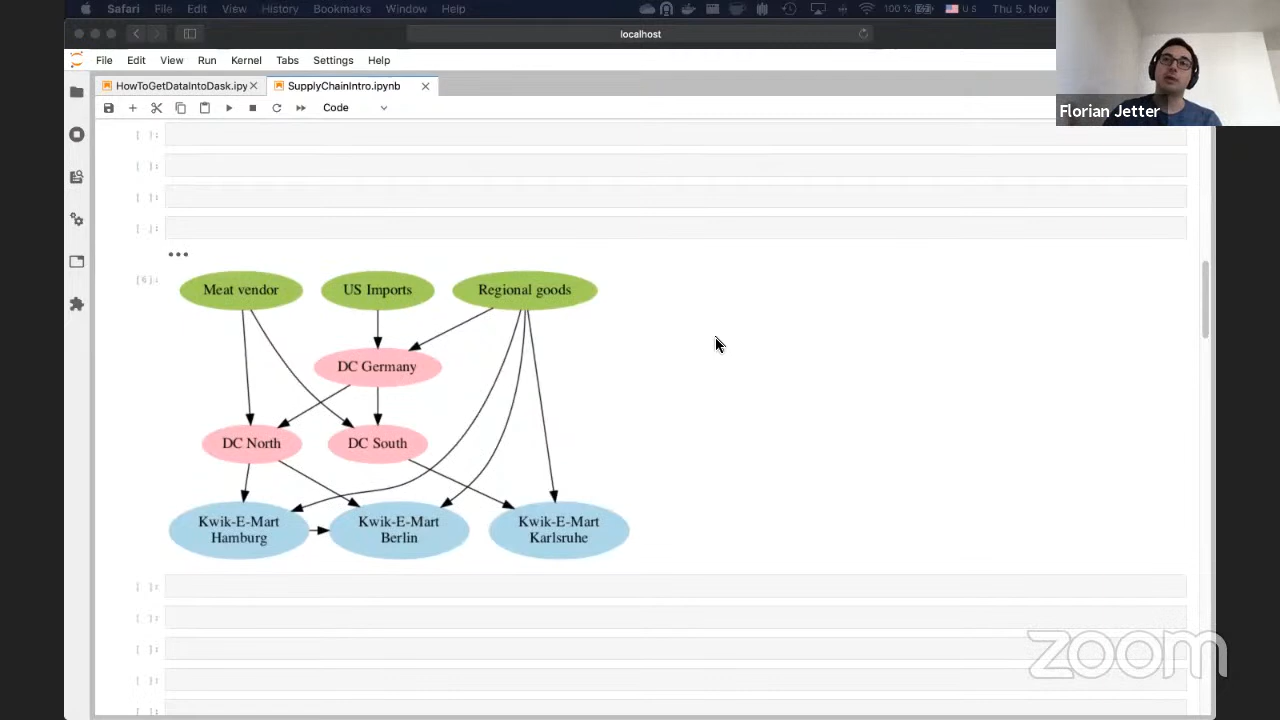 Safari File Edit View History Bookmarks Window Help 100 % U S Thu 5. Nov
localhost
File Edit View Run Kernel Tabs Settings Help
HowToGetDataIntoDask.ipy SupplyChainIntro.ipynb
Code
Florian Jetter
[ ]:
[ ]:
[ ]:
[ ]:
[6]:
Meat vendor US Imports Regional goods
DC Germany
DC North DC South
Kwik-E-Mart Kwik-E-Mart Kwik-E-Mart
Hamburg Berlin Karlsruhe
[ ]:
[ ]:
[ ]:
[ ]:
[ ]:
zoom